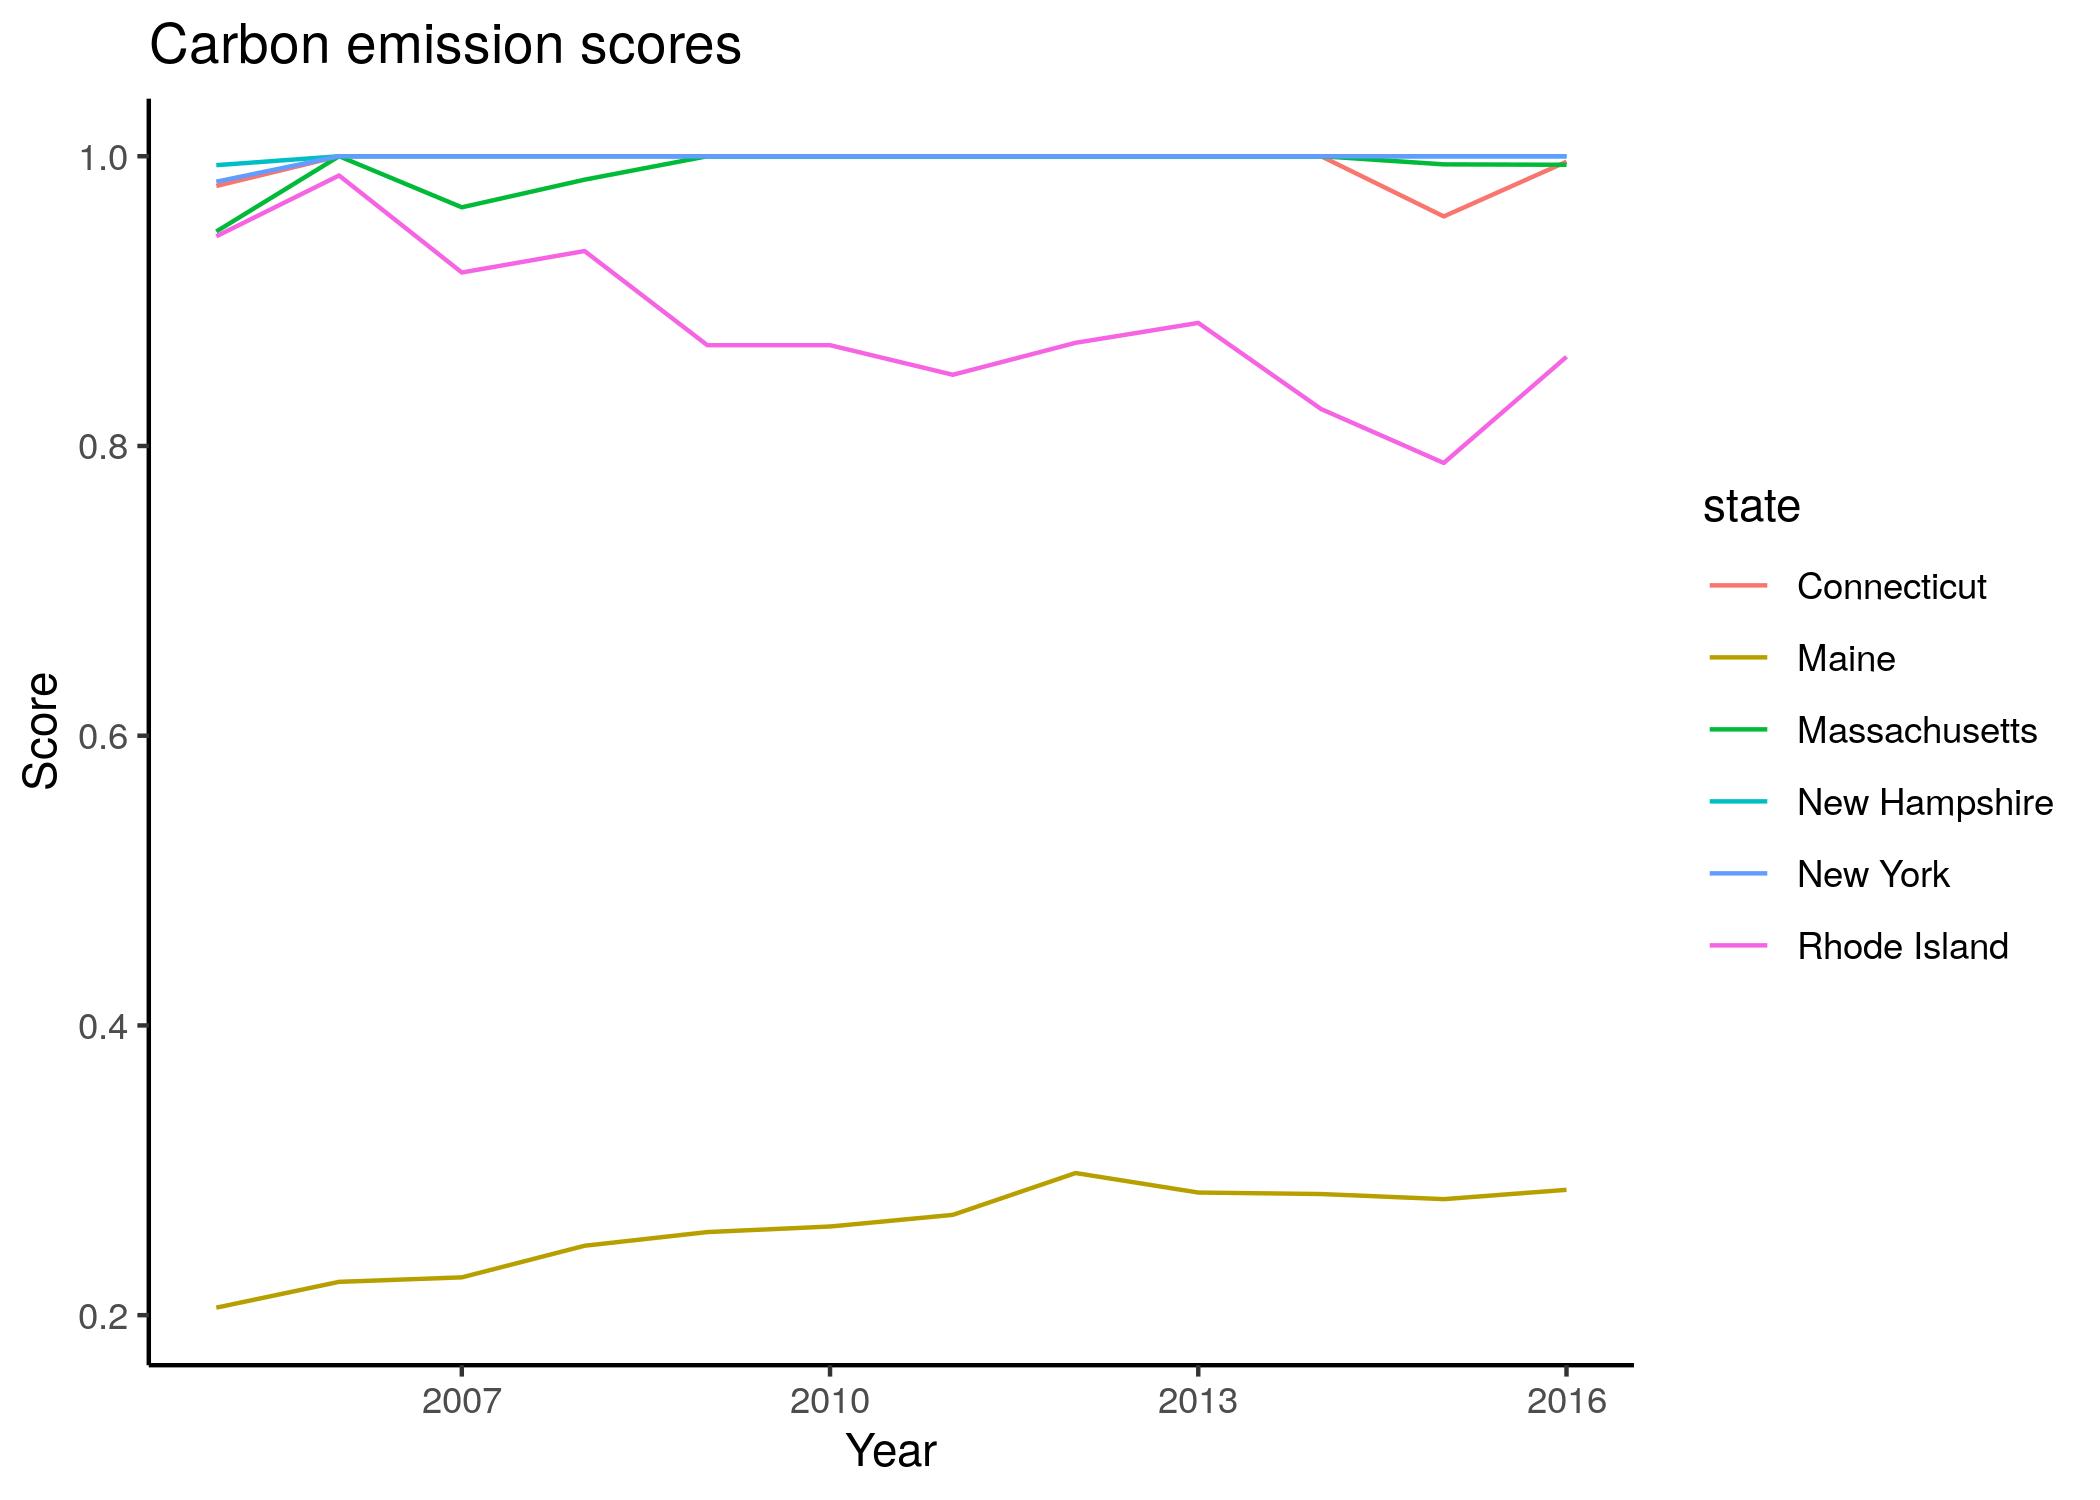 Carbon emission scores
1.0
0.8
0.6
0.4
0.2
Score
2007
2010
2013
2016
Year
state
Connecticut
Maine
Massachusetts
New Hampshire
New York
Rhode Island